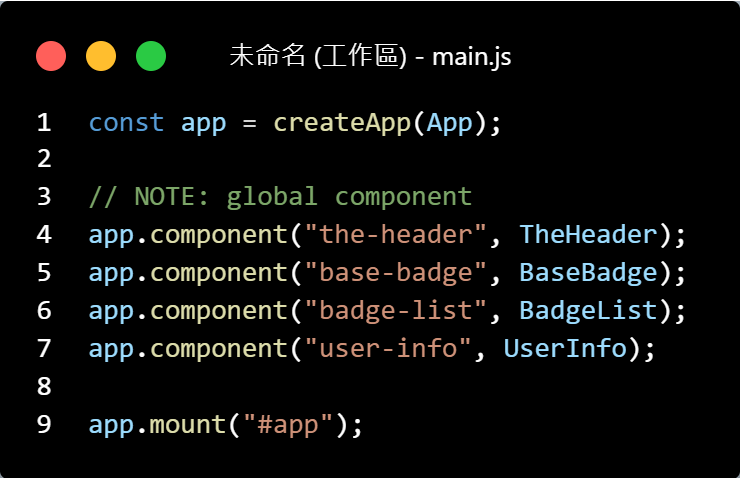 未命名 (工作區) - main.js
1 const app = createApp(App);
2
3 // NOTE: global component
4 app.component("the-header", TheHeader);
5 app.component("base-badge", BaseBadge);
6 app.component("badge-list", BadgeList);
7 app.component("user-info", UserInfo);
8
9 app.mount("#app");